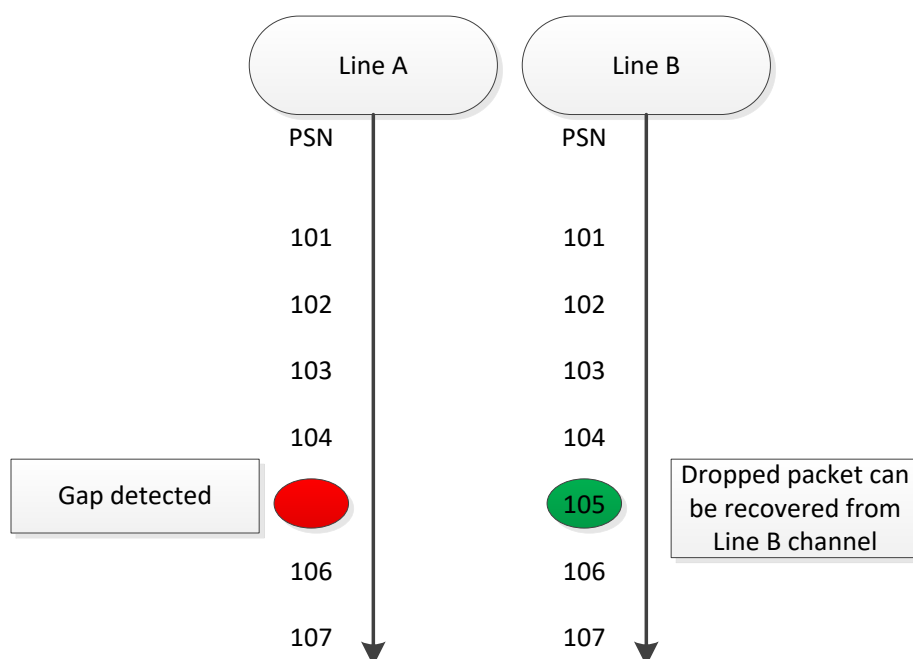 Line A
Line B
PSN
PSN
101
101
102
102
103
103
104
104
Gap detected
105
Dropped packet can
be recovered from
Line B channel
106
106
107
107